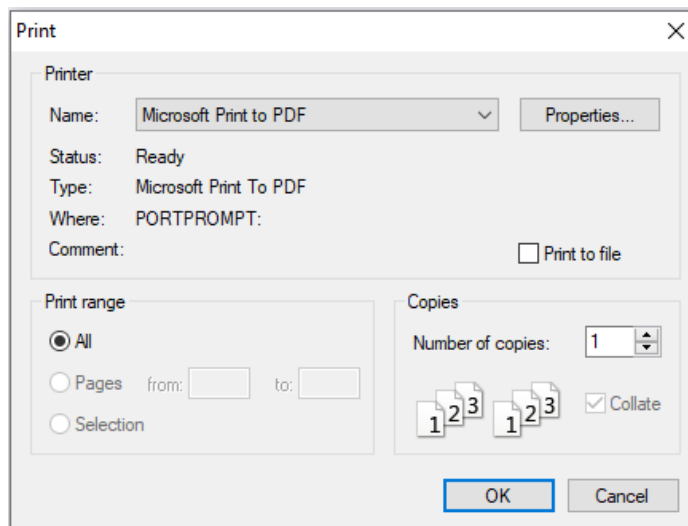 Print
Printer
Name: Microsoft Print to PDF Properties...
Status: Ready
Type: Microsoft Print To PDF
Where: PORTPROMPT:
Comment:
Print to file
Print range
All
Pages from: to:
Selection
Copies
Number of copies: 1
1 2 3 1 2 3
Collate
OK Cancel